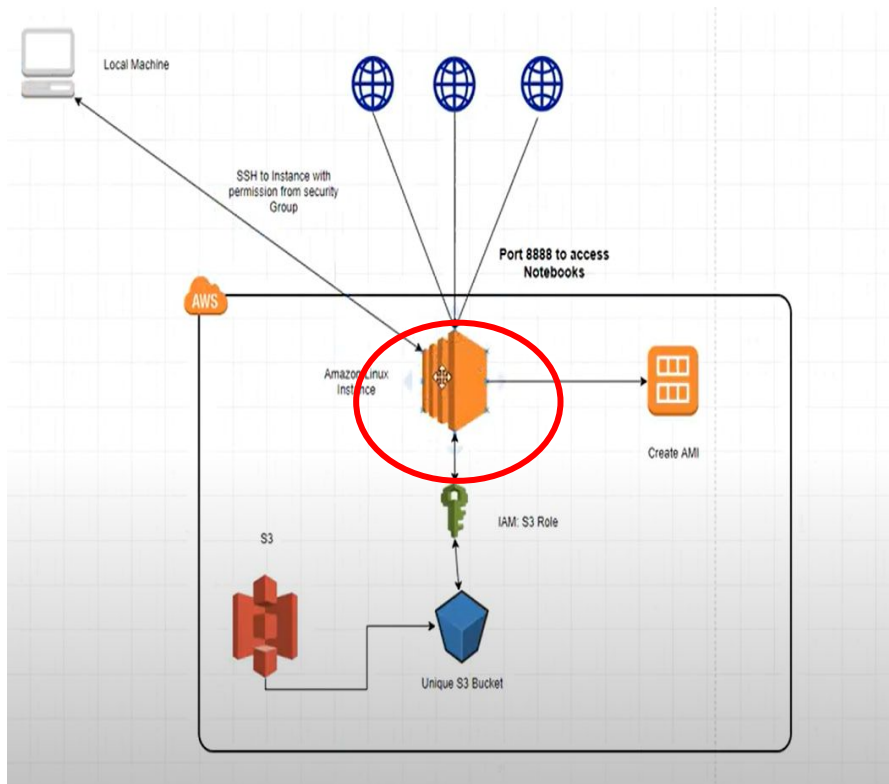 Local Machine
SSH to Instance with
permission from security
Group
Port 8888 to access
Notebooks
AWS
Amazon Linux
Instance
Create AMI
IAM: S3 Role
S3
Unique S3 Bucket